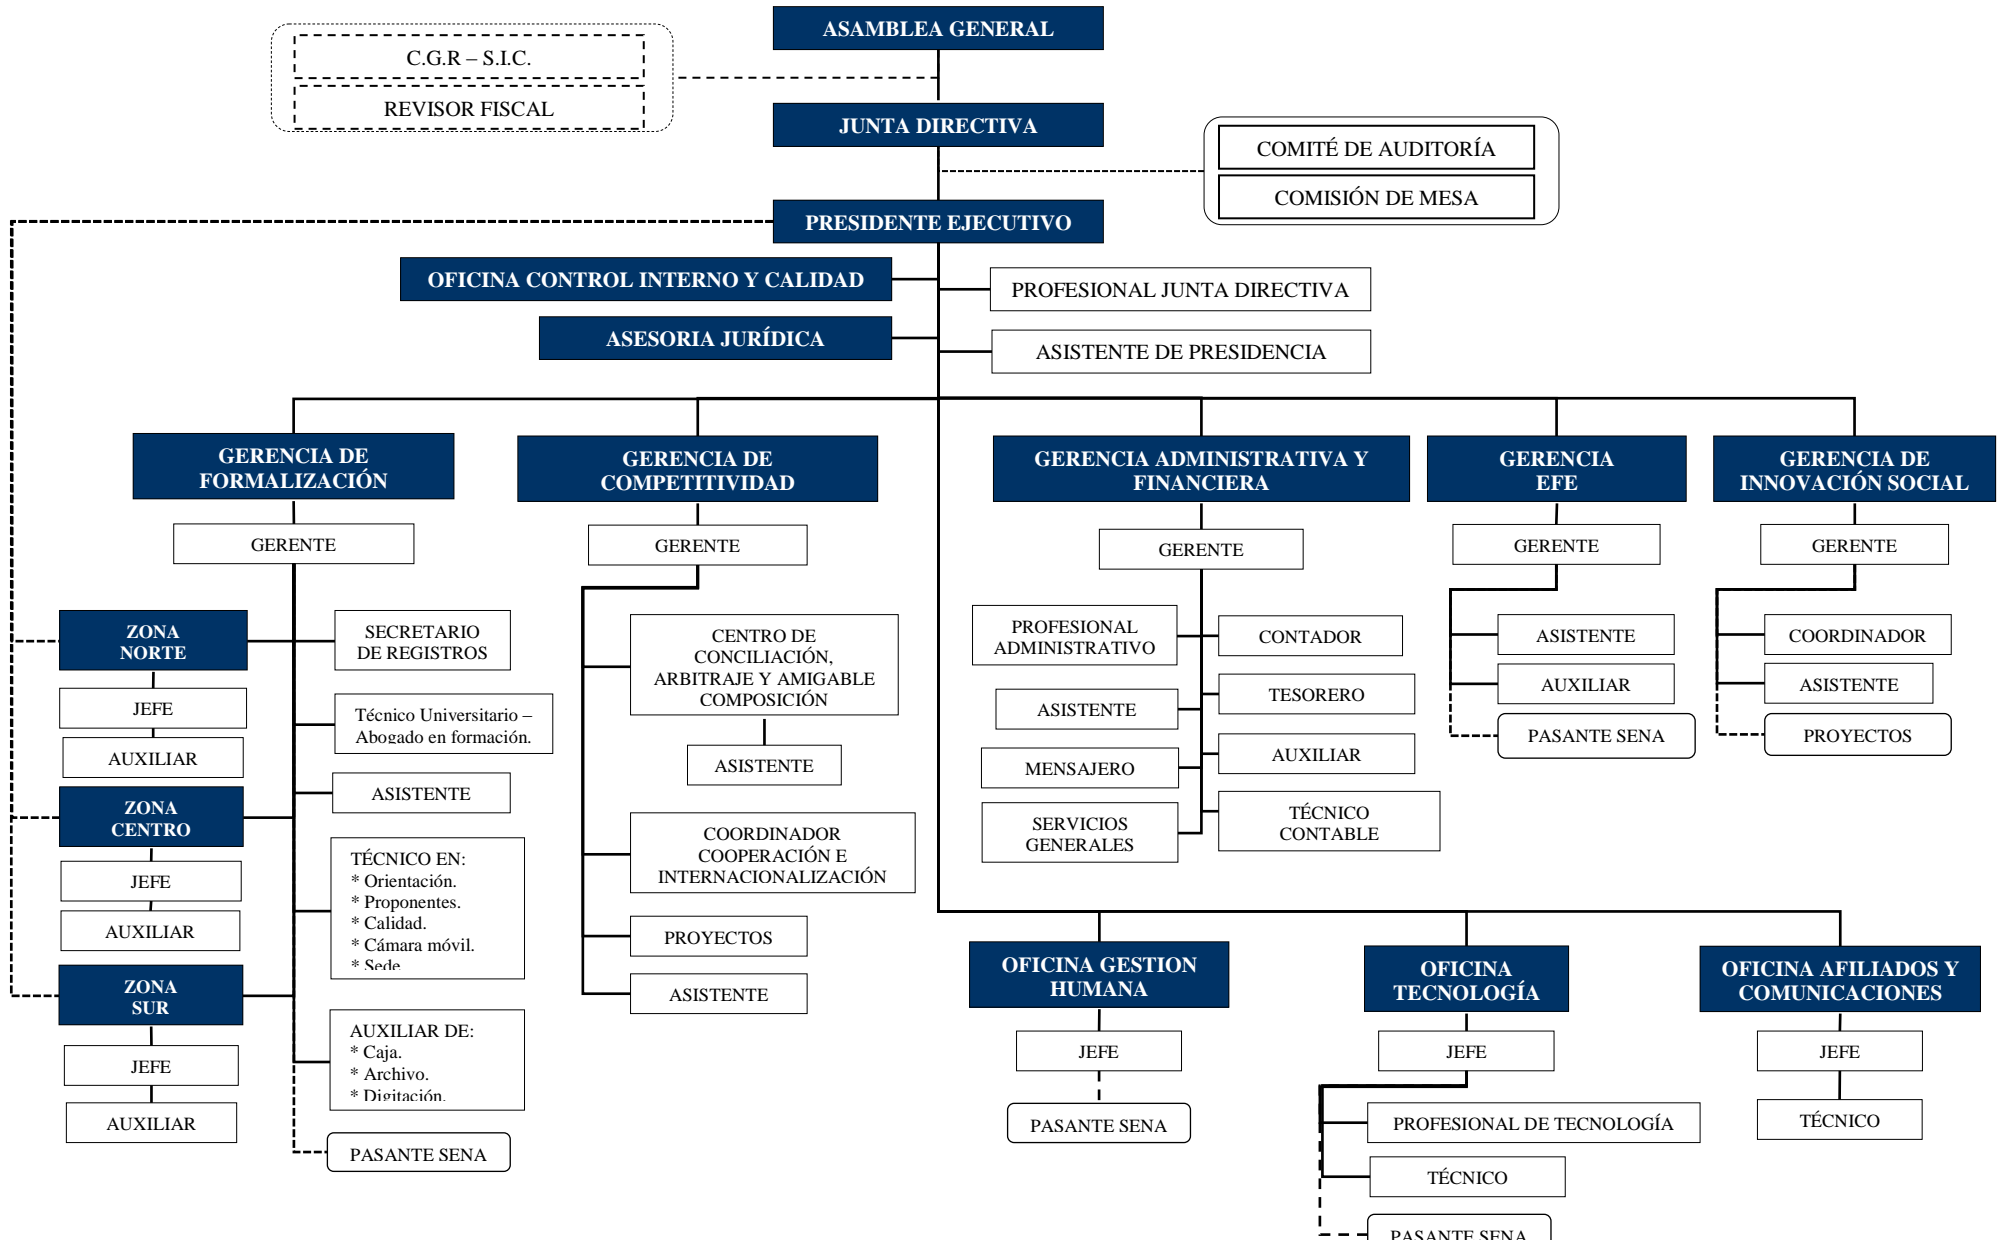 ASAMBLEA GENERAL
C.G.R – S.I.C.
REVISOR FISCAL
JUNTA DIRECTIVA
COMITÉ DE AUDITORÍA
COMISIÓN DE MESA
PRESIDENTE EJECUTIVO
OFICINA CONTROL INTERNO Y CALIDAD
PROFESIONAL JUNTA DIRECTIVA
ASESORIA JURÍDICA
ASISTENTE DE PRESIDENCIA
GERENCIA DE
FORMALIZACIÓN
GERENTE
ZONA
NORTE
JEFE
AUXILIAR
ZONA
CENTRO
JEFE
AUXILIAR
ZONA
SUR
JEFE
AUXILIAR
SECRETARIO
DE REGISTROS
Técnico Universitario –
Abogado en formación.
ASISTENTE
TÉCNICO EN:
* Orientación.
* Proponentes.
* Calidad.
* Cámara móvil.
* Sede
AUXILIAR DE:
* Caja.
* Archivo.
* Digitación.
PASANTE SENA
GERENCIA DE
COMPETITIVIDAD
GERENTE
CENTRO DE
CONCILIACIÓN,
ARBITRAJE Y AMIGABLE
COMPOSICIÓN
ASISTENTE
COORDINADOR
COOPERACIÓN E
INTERNACIONALIZACIÓN
PROYECTOS
ASISTENTE
GERENCIA ADMINISTRATIVA Y
FINANCIERA
GERENTE
PROFESIONAL
ADMINISTRATIVO
ASISTENTE
MENSAJERO
SERVICIOS
GENERALES
CONTADOR
TESORERO
AUXILIAR
TÉCNICO
CONTABLE
GERENCIA
EFE
GERENTE
ASISTENTE
AUXILIAR
PASANTE SENA
GERENCIA DE
INNOVACIÓN SOCIAL
GERENTE
COORDINADOR
ASISTENTE
PROYECTOS
OFICINA GESTION
HUMANA
JEFE
PASANTE SENA
OFICINA
TECNOLOGÍA
JEFE
PROFESIONAL DE TECNOLOGÍA
TÉCNICO
PASANTE SENA
OFICINA AFILIADOS Y
COMUNICACIONES
JEFE
TÉCNICO